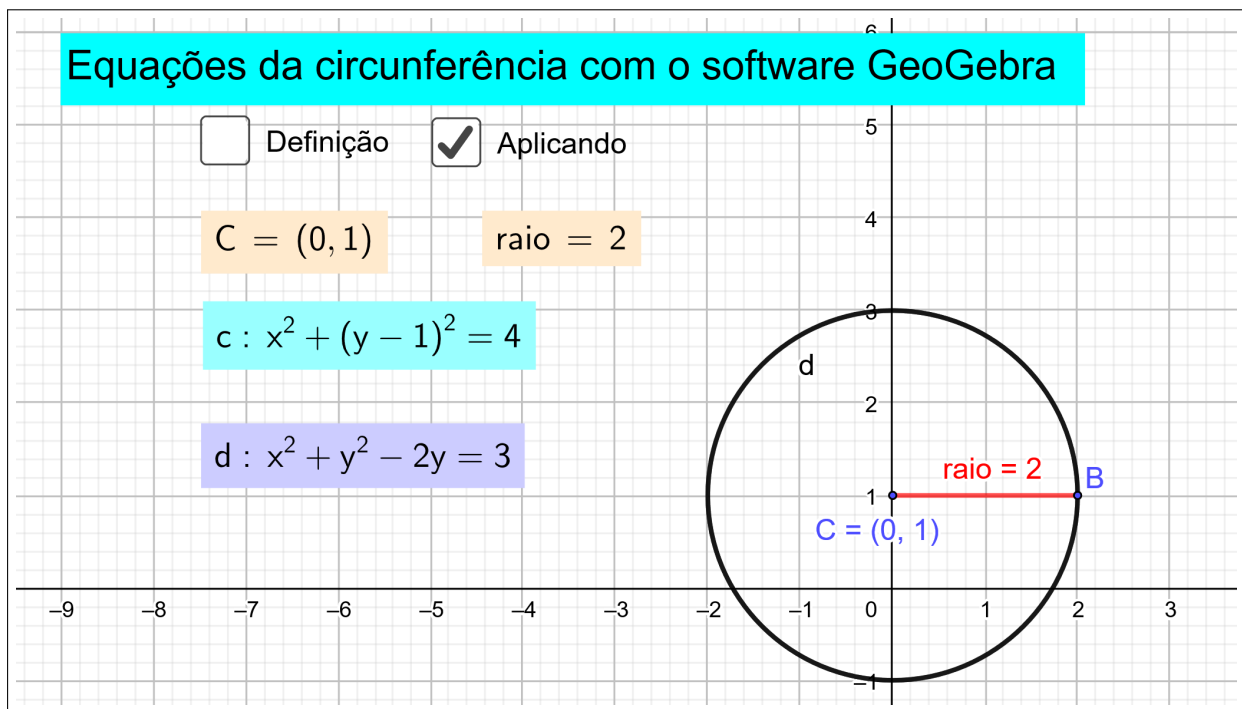 Equações da circunferência com o software GeoGebra
Definição Aplicando
C = (0, 1) raio = 2
c : x² + (y − 1)² = 4
d : x² + y² − 2y = 3
6
5
4
3
d
2
raio = 2
B
1
C = (0, 1)
–9 –8 –7 –6 –5 –4 –3 –2 –1 0 1 2 3
–1